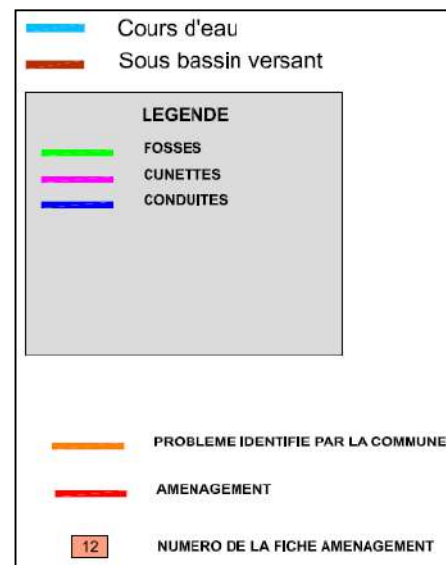 Cours d'eau
Sous bassin versant
LEGENDE
FOSSES
CUNETTES
CONDUITES
PROBLEME IDENTIFIE PAR LA COMMUNE
AMENAGEMENT
12 NUMERO DE LA FICHE AMENAGEMENT